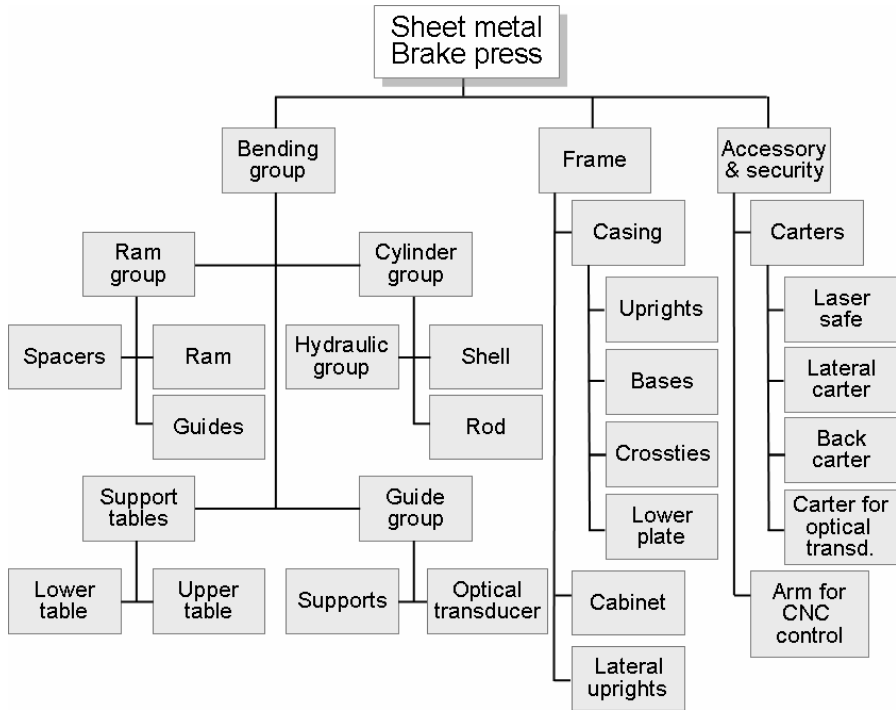 Sheet metal
Brake press
Bending
group
Frame
Accessory
& security
Ram
group
Cylinder
group
Casing
Carters
Spacers
Ram
Hydraulic
group
Shell
Uprights
Laser
safe
Guides
Rod
Bases
Lateral
carter
Crossties
Back
carter
Support
tables
Guide
group
Lower
plate
Carter for
optical
transd.
Lower
table
Upper
table
Supports
Optical
transducer
Cabinet
Arm for
CNC
control
Lateral
uprights